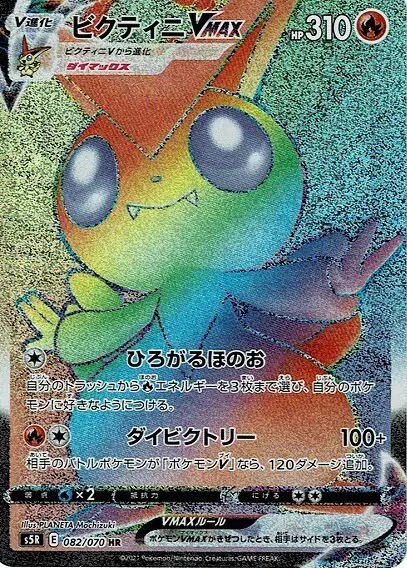 V進化
ビクティニVMAX
HP310
ビクティニVから進化
ダイマックス
ひろがるほのお
自分のトラッシュからエネルギーを3枚まで選び、自分のポケ
モンに好きなようにつける。
ダイビクトリー 100+
相手のバトルポケモンが「ポケモンV」なら、120ダメージ追加。
弱点 ×2 抵抗力 にげる
Illus. PLANETA Mochizuki
s5R E 082/070 HR
VMAXルール
ポケモンVMAXがきぜつしたとき、相手はサイドを3枚とる。
©2021 Pokémon/Nintendo/Creatures/GAME FREAK.